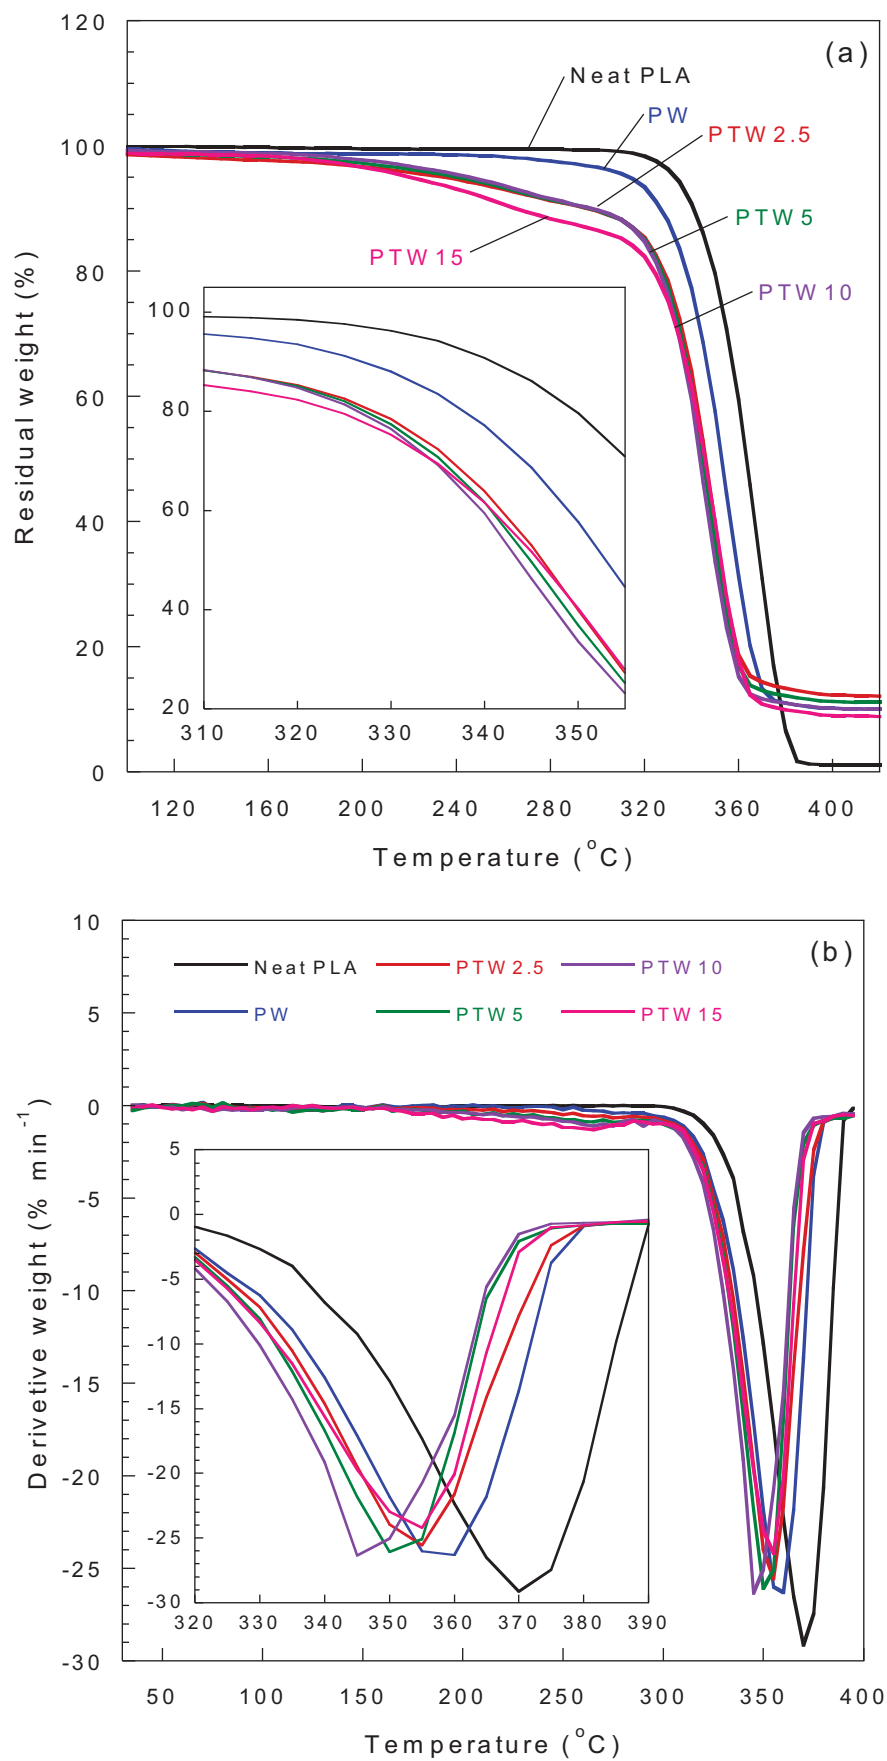 120
(a)
Neat PLA
PW
PTW 2.5
100
PTW 5
PTW 15
PTW 10
80
60
40
20
0
Residual weight (%)
100
80
60
40
20
310 320 330 340 350
120 160 200 240 280 320 360 400
Temperature (°C)
10
(b)
Neat PLA PTW 2.5 PTW 10
PW PTW 5 PTW 15
5
0
-5
-10
-15
-20
-25
-30
Derivetive weight (% min⁻¹)
5
0
-5
-10
-15
-20
-25
-30
320 330 340 350 360 370 380 390
50 100 150 200 250 300 350 400
Temperature (°C)